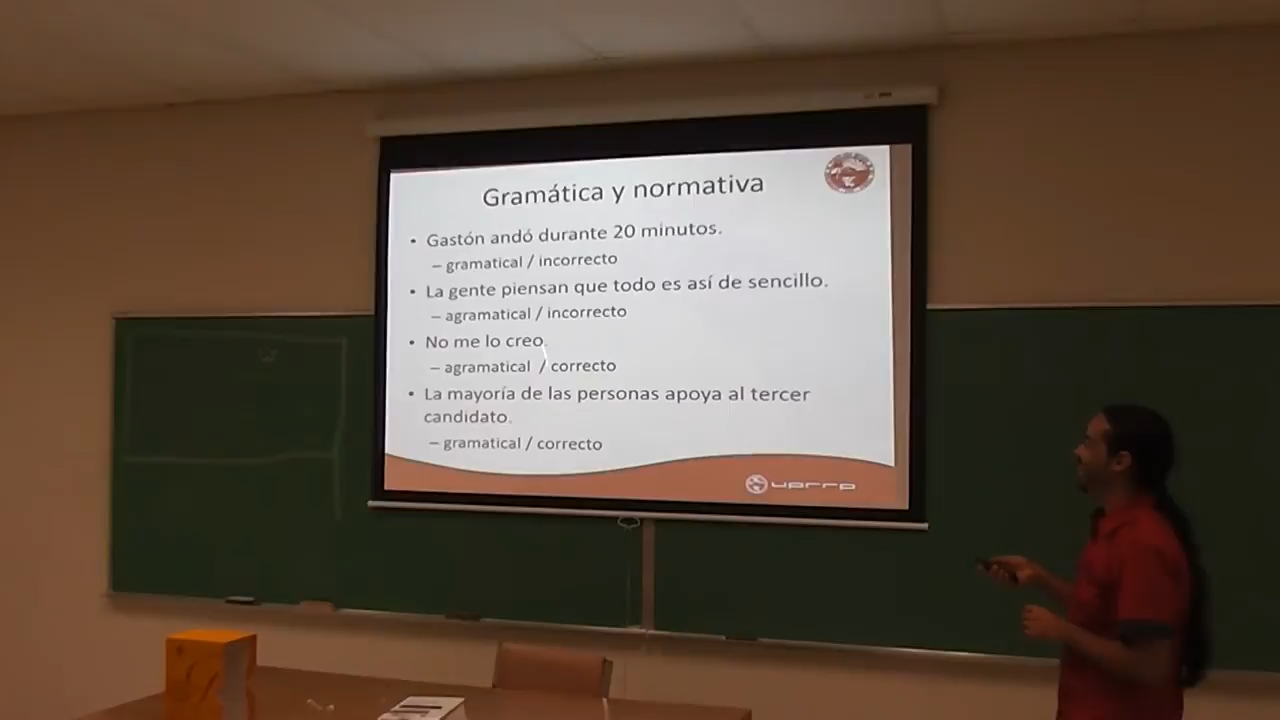 Gramática y normativa
• Gastón andó durante 20 minutos.
– gramatical / incorrecto
• La gente piensan que todo es así de sencillo.
– agramatical / incorrecto
• No me lo creo.
– agramatical / correcto
• La mayoría de las personas apoya al tercer
candidato.
– gramatical / correcto
uprrp